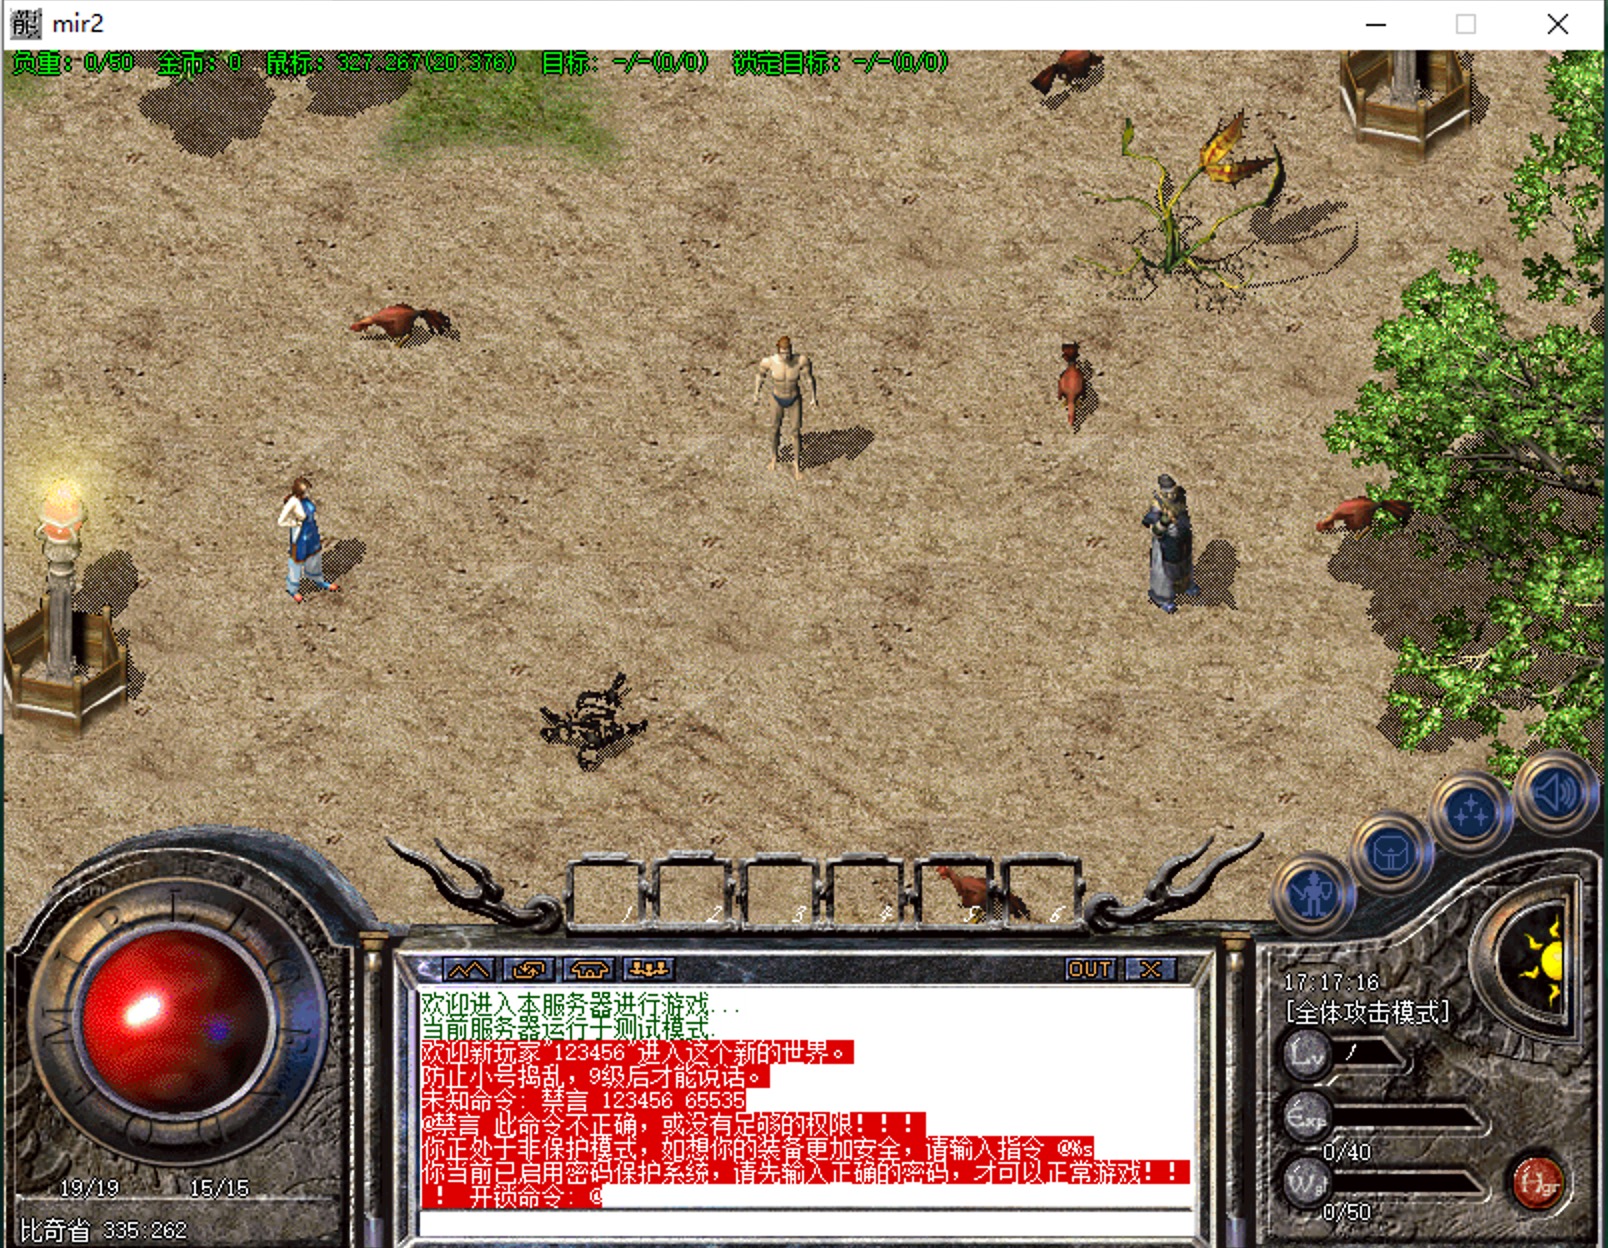 mir2
负重: 0/50 金币: 0 鼠标: 327.267(20.376) 目标: -/-(0/0) 锁定目标: -/-(0/0)
1 2 3 4 5 6
OUT X
欢迎进入本服务器进行游戏...
当前服务器运行于测试模式.
欢迎新玩家"123456"进入这个新的世界。
防止小号捣乱，9级后才能说话。
未知命令: 禁言 123456 65535
@禁言 此命令不正确，或没有足够的权限！！！
你正处于非保护模式，如想你的装备更加安全，请输入指令 @%s
你当前已启用密码保护系统，请先输入正确的密码，才可以正常游戏！！
！ 开锁命令: @
17:17:16
[全体攻击模式]
Lv 1
Exp
0/40
Wgt
0/50
Hgr
19/19 15/15
比奇省 335:262